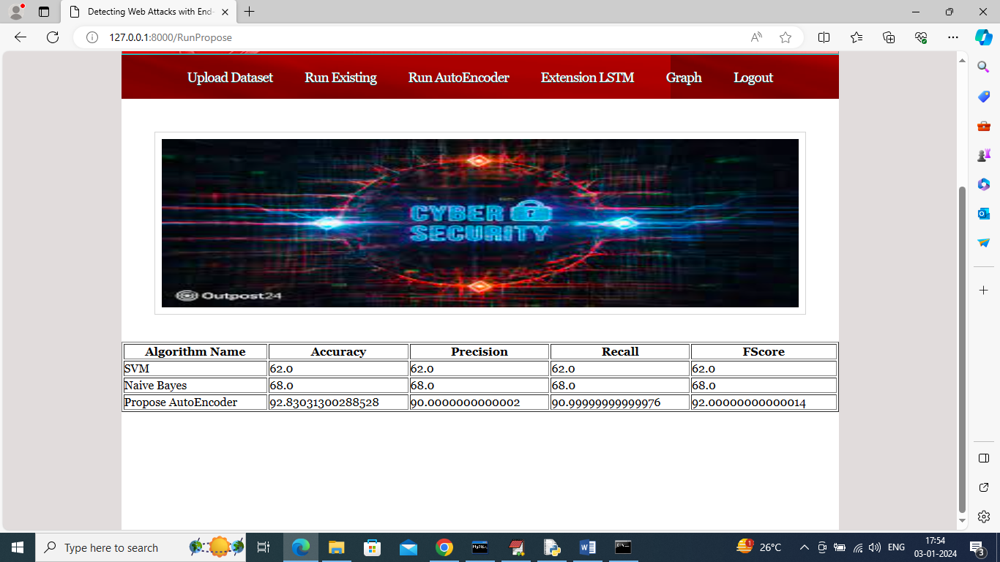 Detecting Web Attacks with End-
127.0.0.1:8000/RunPropose
Upload Dataset Run Existing Run AutoEncoder Extension LSTM Graph Logout
CYBER
SECURITY
Outpost24
Algorithm Name Accuracy Precision Recall FScore
SVM 62.0 62.0 62.0 62.0
Naive Bayes 68.0 68.0 68.0 68.0
Propose AutoEncoder 92.83031300288528 90.0000000000002 90.99999999999976 92.00000000000014
Type here to search
26°C
ENG
17:54
03-01-2024
3